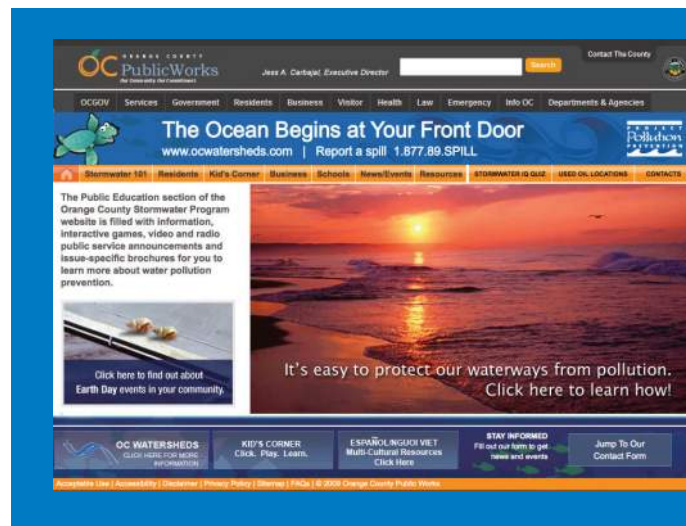 Contact The County
ORANGE COUNTY
OC PublicWorks
Our Community. Our Commitment.
Jess A. Carbajal, Executive Director
Search
OCGOV Services Government Residents Business Visitor Health Law Emergency Info OC Departments & Agencies
The Ocean Begins at Your Front Door
www.ocwatersheds.com | Report a spill 1.877.89.SPILL
PROJECT
Pollution
PREVENTION
Stormwater 101 Residents Kid's Corner Business Schools News/Events Resources STORMWATER IQ QUIZ USED OIL LOCATIONS CONTACTS
The Public Education section of the
Orange County Stormwater Program
website is filled with information,
interactive games, video and radio
public service announcements and
issue-specific brochures for you to
learn more about water pollution
prevention.
Click here to find out about
Earth Day events in your community.
It's easy to protect our waterways from pollution.
Click here to learn how!
OC WATERSHEDS
CLICK HERE FOR MORE
INFORMATION
KID'S CORNER
Click. Play. Learn.
ESPAÑOL/NGUOI VIET
Multi-Cultural Resources
Click Here
STAY INFORMED
Fill out our form to get
news and events
Jump To Our
Contact Form
Acceptable Use | Accessibility | Disclaimer | Privacy Policy | Sitemap | FAQs | © 2009 Orange County Public Works